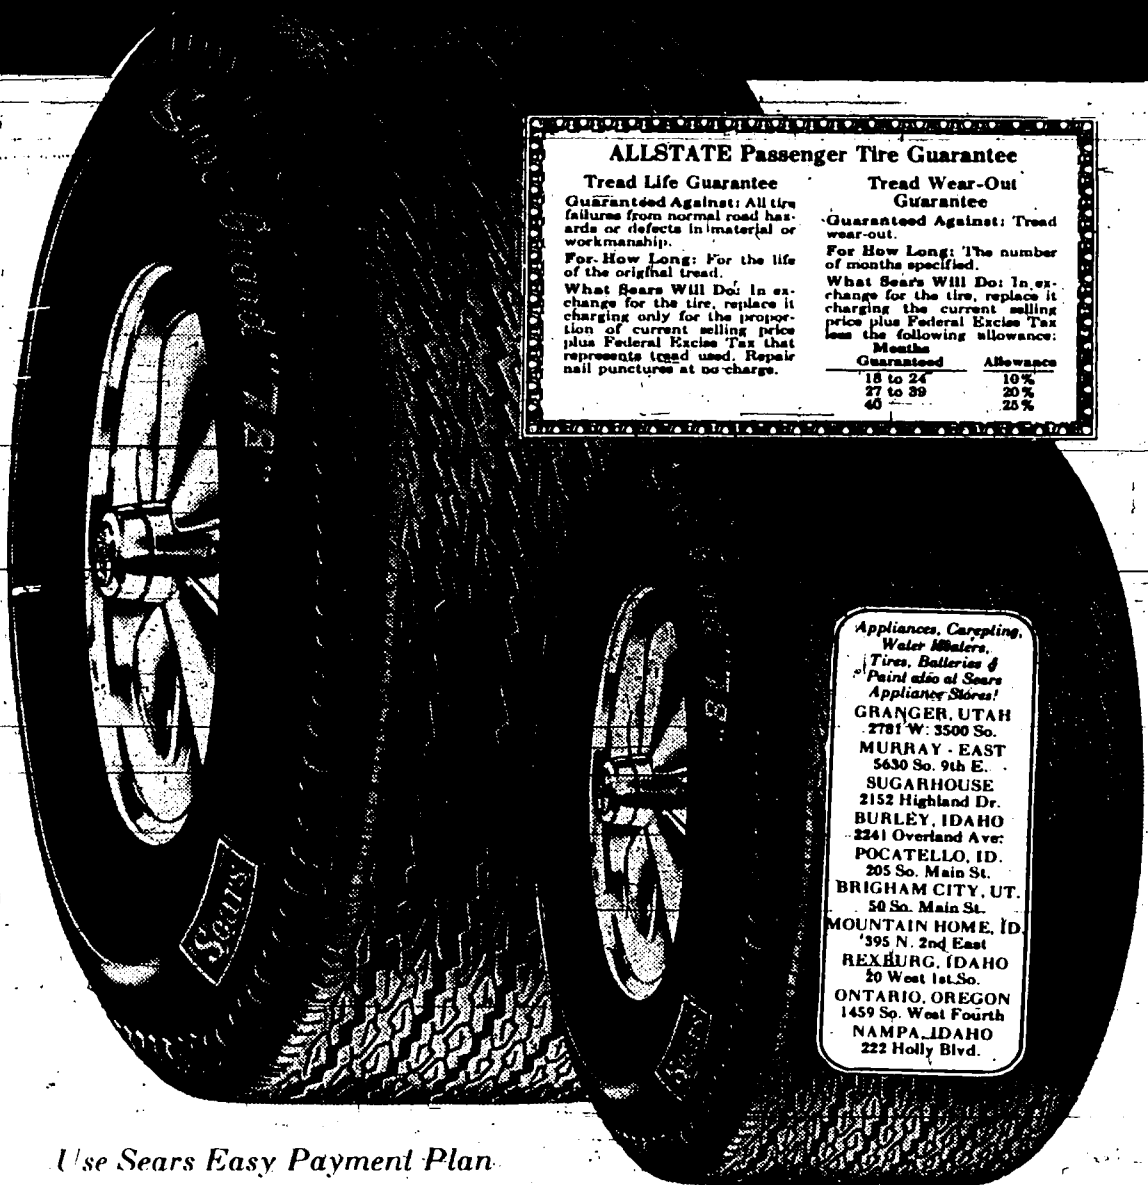 ALLSTATE Passenger Tire Guarantee
Tread Life Guarantee
Guaranteed Against: All tire
failures from normal road haz-
ards or defects in material or
workmanship.
For How Long: For the life
of the original tread.
What Sears Will Do: In ex-
change for the tire, replace it
charging only for the propor-
tion of current selling price
plus Federal Excise Tax that
represents tread used. Repair
nail punctures at no charge.
Tread Wear-Out
Guarantee
Guaranteed Against: Tread
wear-out.
For How Long: The number
of months specified.
What Sears Will Do: In ex-
change for the tire, replace it
charging the current selling
price plus Federal Excise Tax
less the following allowance:
Months
Guaranteed Allowance
18 to 24 10%
27 to 39 20%
40 25%
Appliances, Carepting,
Water Heaters,
Tires, Batteries &
Paint also at Sears
Appliance Stores!
GRANGER, UTAH
2781 W. 3500 So.
MURRAY - EAST
5630 So. 9th E.
SUGARHOUSE
2152 Highland Dr.
BURLEY, IDAHO
2241 Overland Ave.
POCATELLO, ID.
205 So. Main St.
BRIGHAM CITY, UT.
50 So. Main St.
MOUNTAIN HOME, ID.
395 N. 2nd East
REXBURG, IDAHO
20 West 1st So.
ONTARIO, OREGON
1459 So. West Fourth
NAMPA, IDAHO
222 Holly Blvd.
Sears
Sears
Use Sears Easy Payment Plan